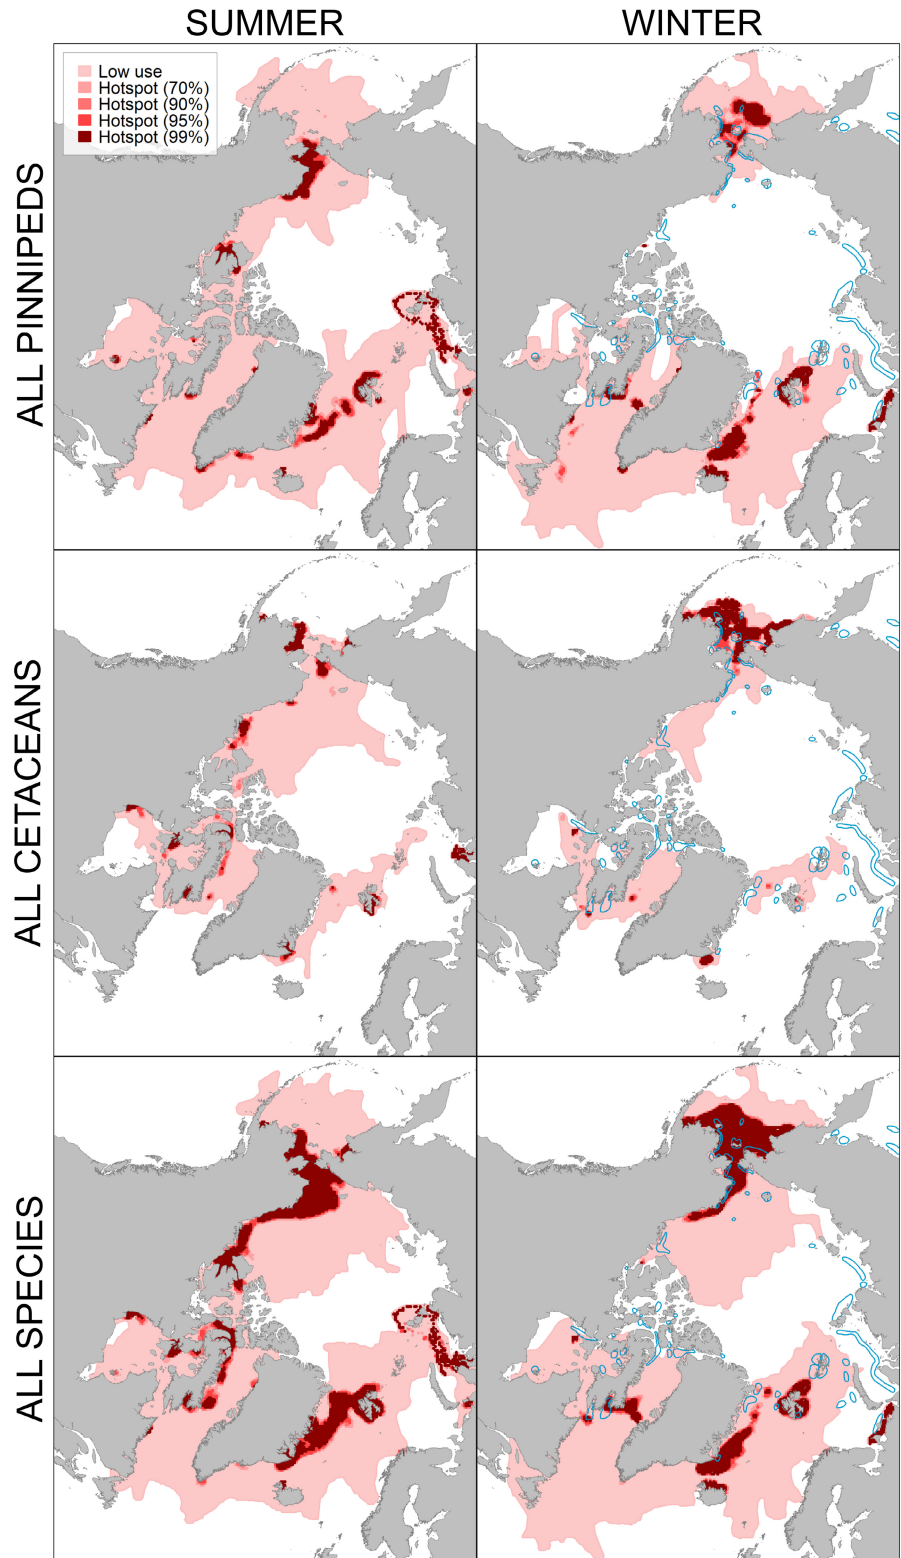 SUMMER
WINTER
Low use
Hotspot (70%)
Hotspot (90%)
Hotspot (95%)
Hotspot (99%)
ALL PINNIPEDS
ALL CETACEANS
ALL SPECIES